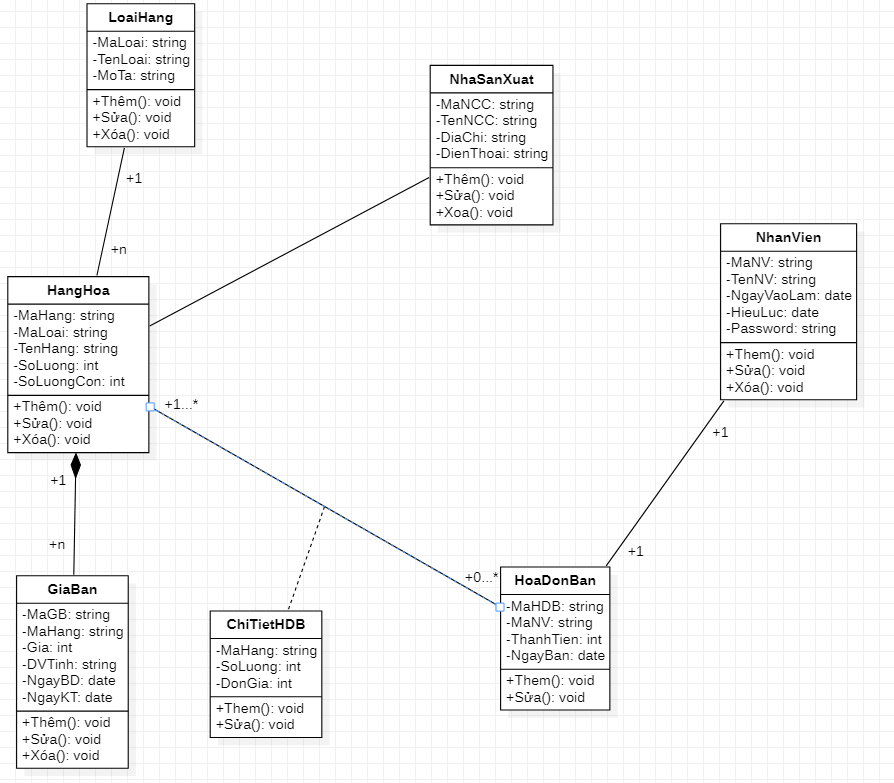 LoaiHang
-MaLoai: string
-TenLoai: string
-MoTa: string
+Thêm(): void
+Sửa(): void
+Xóa(): void
+1
+n
NhaSanXuat
-MaNCC: string
-TenNCC: string
-DiaChi: string
-DienThoai: string
+Thêm(): void
+Sửa(): void
+Xoa(): void
HangHoa
-MaHang: string
-MaLoai: string
-TenHang: string
-SoLuong: int
-SoLuongCon: int
+Thêm(): void
+Sửa(): void
+Xóa(): void
+1...*
+0...*
NhanVien
-MaNV: string
-TenNV: string
-NgayVaoLam: date
-HieuLuc: date
-Password: string
+Them(): void
+Sửa(): void
+Xóa(): void
+1
+1
+1
+n
GiaBan
-MaGB: string
-MaHang: string
-Gia: int
-DVTinh: string
-NgayBD: date
-NgayKT: date
+Thêm(): void
+Sửa(): void
+Xóa(): void
ChiTietHDB
-MaHang: string
-SoLuong: int
-DonGia: int
+Them(): void
+Sửa(): void
HoaDonBan
-MaHDB: string
-MaNV: string
-ThanhTien: int
-NgayBan: date
+Them(): void
+Sửa(): void